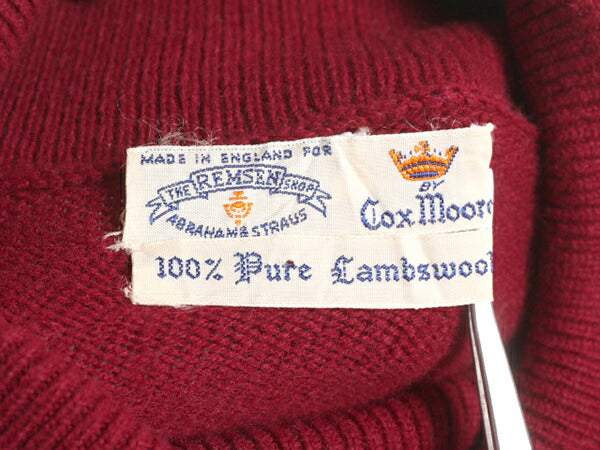 MADE IN ENGLAND FOR
THE REMSEN SHOP
ABRAHAM & STRAUS
BY
Cox Moore
100% Pure Lambswool